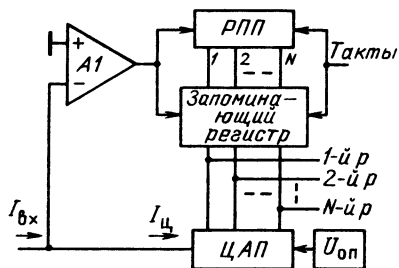 РПП
+
A1
−
1 2 N
Такты
Запомина-
ющий
регистр
1-й р
2-й р
N-й р
Iвх
Iц
ЦАП
Uоп